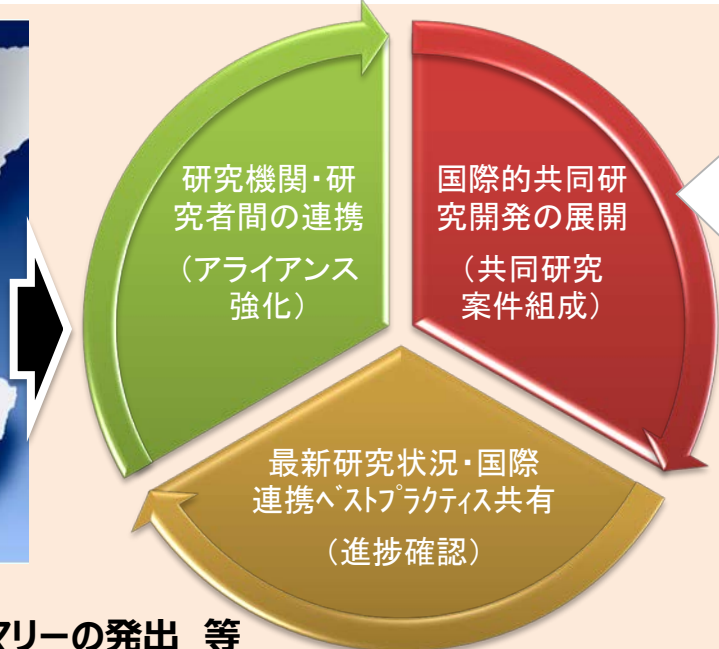 研究機関・研
究者間の連携
（アライアンス
強化）
国際的共同研
究開発の展開
（共同研究
案件組成）
最新研究状況・国際
連携ﾍﾞｽﾄﾌﾟﾗｸﾃｨｽ共有
（進捗確認）
マリーの発出 等